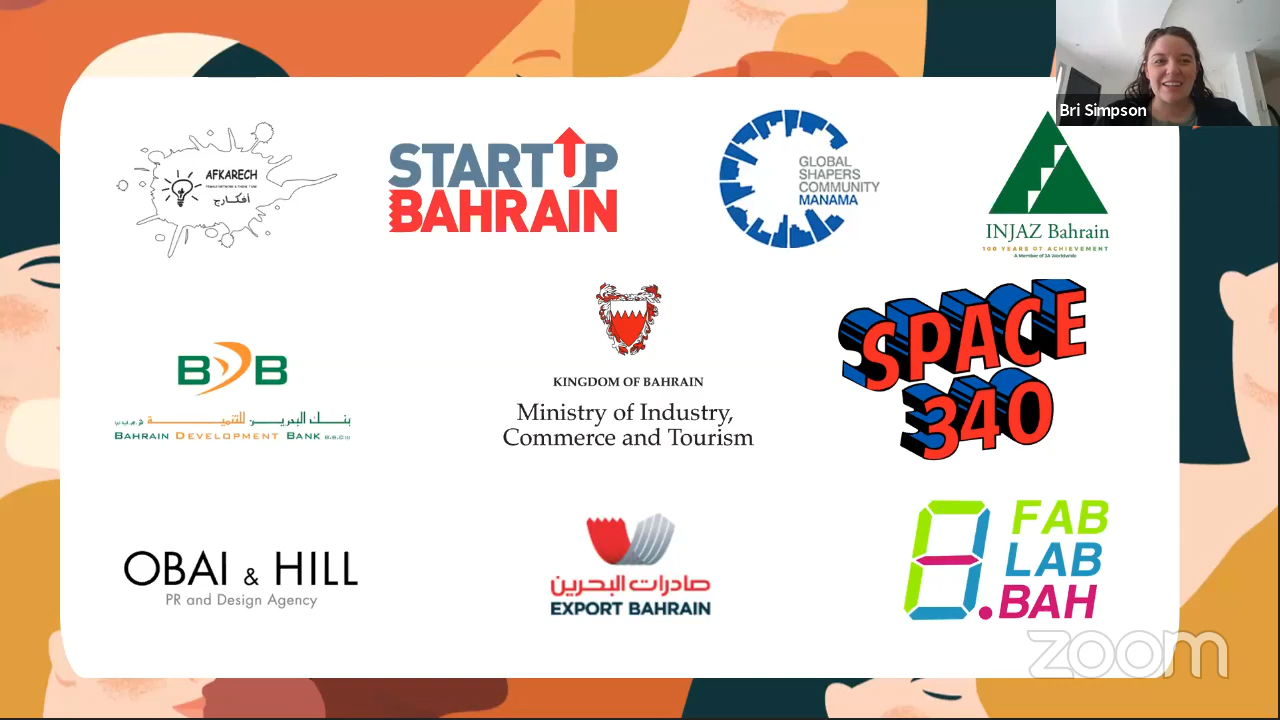 Bri Simpson
AFKARECH
أفكارج
STARTUP
BAHRAIN
GLOBAL
SHAPERS
COMMUNITY
MANAMA
INJAZ Bahrain
100 YEARS OF ACHIEVEMENT
A Member of JA Worldwide
BDB
بنك البحرين للتنمية ش.م.ب.م
BAHRAIN DEVELOPMENT BANK B.S.C (c)
KINGDOM OF BAHRAIN
Ministry of Industry,
Commerce and Tourism
SPACE
340
OBAI & HILL
PR and Design Agency
صادرات البحرين
EXPORT BAHRAIN
FAB
LAB
.BAH
zoom